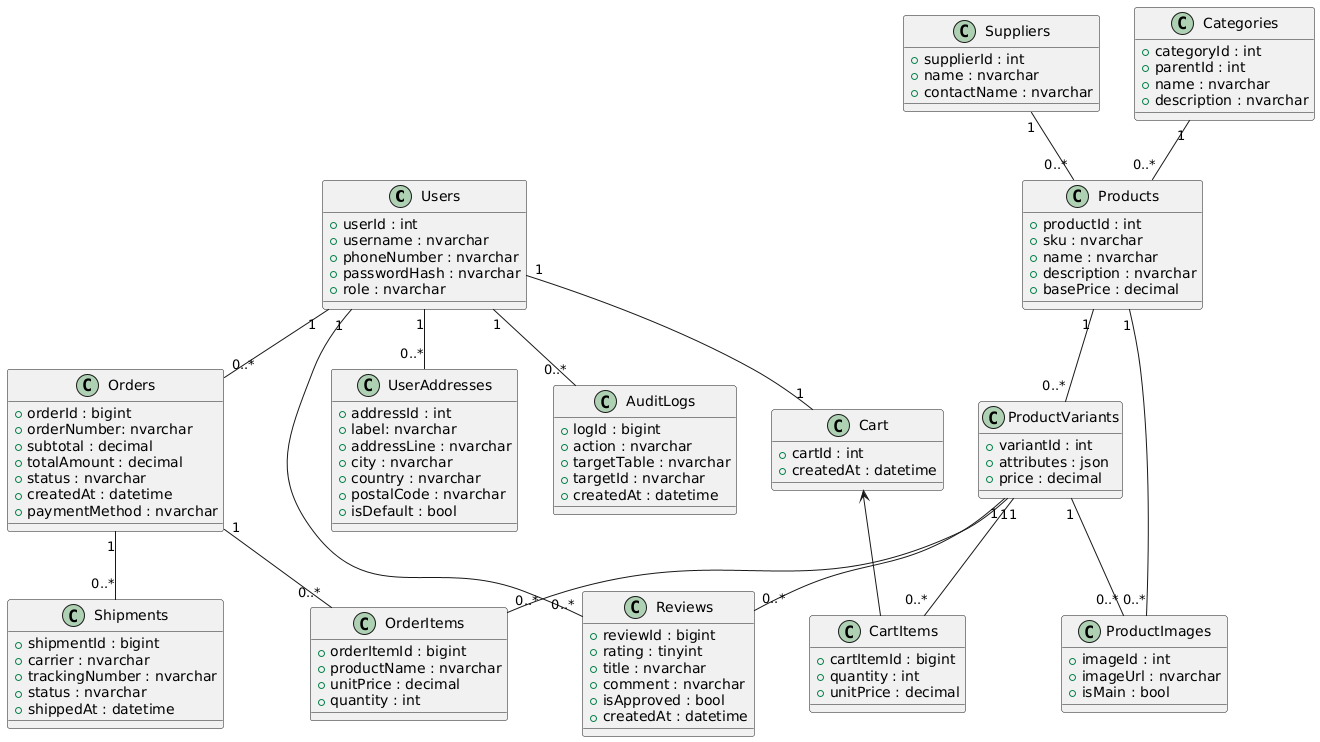 C Suppliers
supplierId : int
name : nvarchar
contactName : nvarchar
C Categories
categoryId : int
parentId : int
name : nvarchar
description : nvarchar
1
0..*
1
0..*
C Users
userId : int
username : nvarchar
phoneNumber : nvarchar
passwordHash : nvarchar
role : nvarchar
C Products
productId : int
sku : nvarchar
name : nvarchar
description : nvarchar
basePrice : decimal
1
1
1
1
1
1
1
0..*
0..*
0..*
1
0..*
C Orders
orderId : bigint
orderNumber: nvarchar
subtotal : decimal
totalAmount : decimal
status : nvarchar
createdAt : datetime
paymentMethod : nvarchar
C UserAddresses
addressId : int
label: nvarchar
addressLine : nvarchar
city : nvarchar
country : nvarchar
postalCode : nvarchar
isDefault : bool
C AuditLogs
logId : bigint
action : nvarchar
targetTable : nvarchar
targetId : nvarchar
createdAt : datetime
C Cart
cartId : int
createdAt : datetime
C ProductVariants
variantId : int
attributes : json
price : decimal
1
1
1
1
1
1
0..*
0..*
0..*
0..*
0..*
0..*
0..*
0..*
C Shipments
shipmentId : bigint
carrier : nvarchar
trackingNumber : nvarchar
status : nvarchar
shippedAt : datetime
C OrderItems
orderItemId : bigint
productName : nvarchar
unitPrice : decimal
quantity : int
C Reviews
reviewId : bigint
rating : tinyint
title : nvarchar
comment : nvarchar
isApproved : bool
createdAt : datetime
C CartItems
cartItemId : bigint
quantity : int
unitPrice : decimal
C ProductImages
imageId : int
imageUrl : nvarchar
isMain : bool